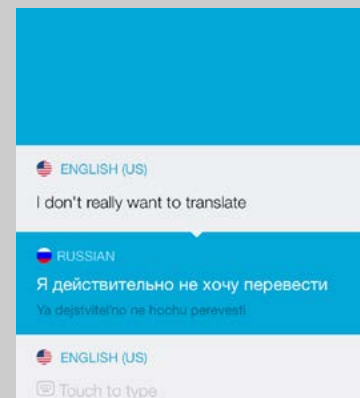 ENGLISH (US)
I don't really want to translate
RUSSIAN
Я действительно не хочу перевести
Ya dejstvitel'no ne hochu perevesti
ENGLISH (US)
Touch to type